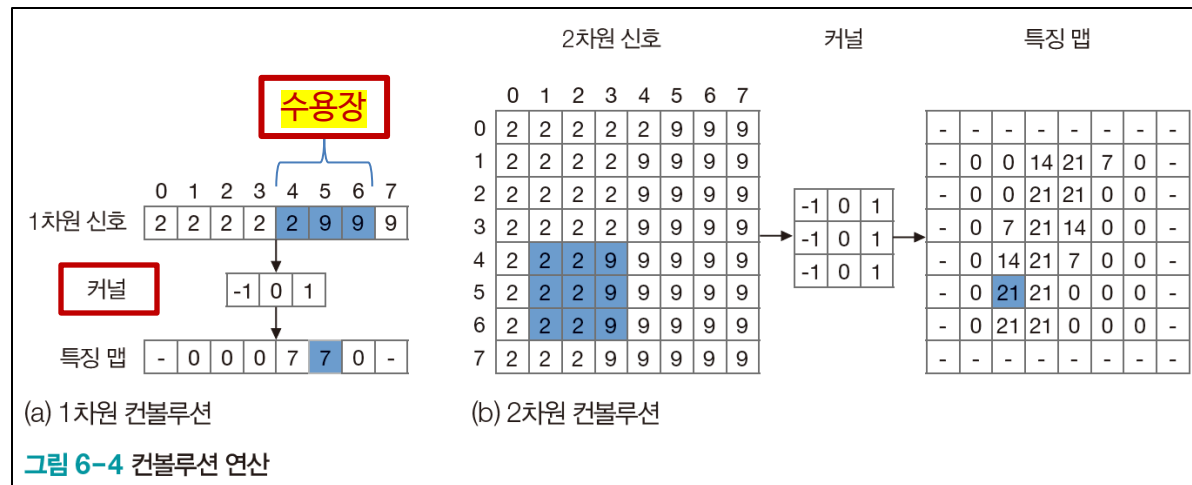 2차원 신호
커널
특징 맵
수용장
0 1 2 3 4 5 6 7
1차원 신호 2 2 2 2 2 9 9 9
커널
-1 0 1
특징 맵 - 0 0 0 7 7 0 -
(a) 1차원 컨볼루션
0 1 2 3 4 5 6 7
0 2 2 2 2 2 9 9 9
1 2 2 2 2 9 9 9 9
2 2 2 2 2 9 9 9 9
3 2 2 2 2 9 9 9 9
4 2 2 2 9 9 9 9 9
5 2 2 2 9 9 9 9 9
6 2 2 2 9 9 9 9 9
7 2 2 2 9 9 9 9 9
-1 0 1
-1 0 1
-1 0 1
- - - - - - - -
- 0 0 14 21 7 0 -
- 0 0 21 21 0 0 -
- 0 7 21 14 0 0 -
- 0 14 21 7 0 0 -
- 0 21 21 0 0 0 -
- 0 21 21 0 0 0 -
- - - - - - - -
(b) 2차원 컨볼루션
그림 6-4 컨볼루션 연산